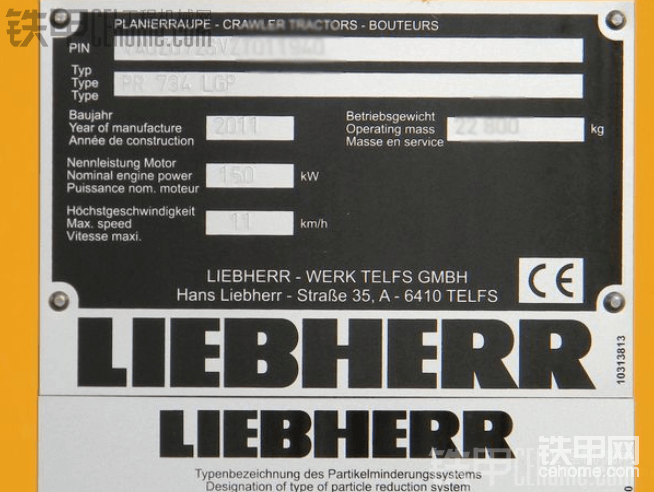 PLANIERRAUPE - CRAWLER TRACTORS - BOUTEURS
PIN
Typ
Type
Type
PR 734 LGP
Baujahr
Year of manufacture
Année de construction
2011
Betriebsgewicht
Operating mass
Masse en service
22 800
kg
Nennleistung Motor
Nominal engine power
Puissance nom. moteur
150
kW
Höchstgeschwindigkeit
Max. speed
Vitesse maxi.
11
km/h
LIEBHERR - WERK TELFS GMBH
Hans Liebherr - Straße 35, A - 6410 TELFS
CE
LIEBHERR
10313813
LIEBHERR
Typenbezeichnung des Partikelminderungssystems
Designation of type of particle reduction system
铁甲网
cehome.com